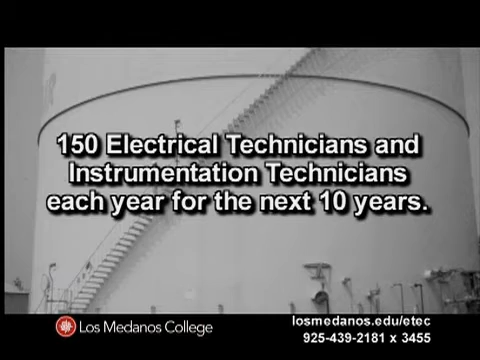 150 Electrical Technicians and
Instrumentation Technicians
each year for the next 10 years.
Los Medanos College
losmedanos.edu/etec
925-439-2181 x 3455